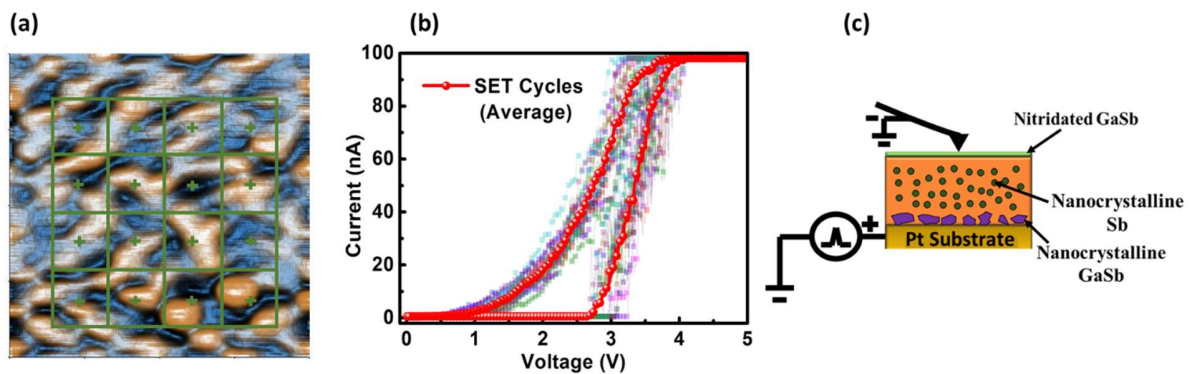 (a)
(b)
(c)
100
80
60
40
20
0
Current (nA)
SET Cycles
(Average)
0
1
2
3
4
5
Voltage (V)
-
Nitridated GaSb
Nanocrystalline
Sb
+
Pt Substrate
Nanocrystalline
GaSb